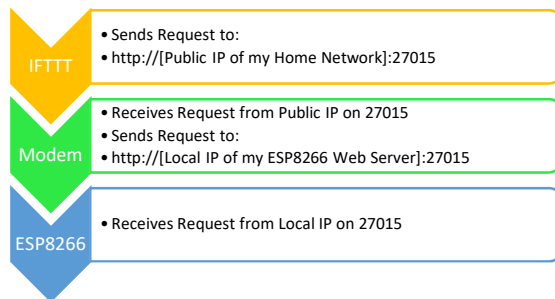 IFTTT
• Sends Request to:
• http://[Public IP of my Home Network]:27015
Modem
• Receives Request from Public IP on 27015
• Sends Request to:
• http://[Local IP of my ESP8266 Web Server]:27015
ESP8266
• Receives Request from Local IP on 27015